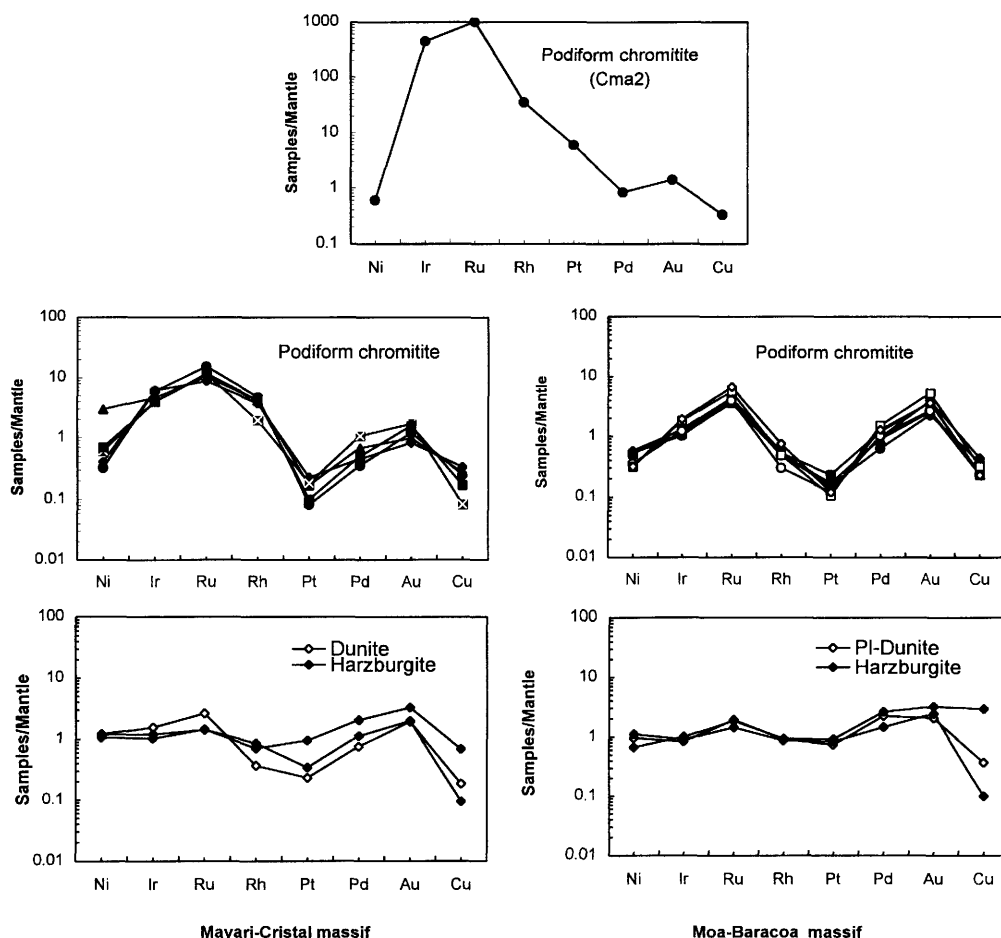 1000
100
10
1
0.1
Samples/Mantle
Podiform chromitite
(Cma2)
Ni Ir Ru Rh Pt Pd Au Cu
100
10
1
0.1
0.01
Samples/Mantle
Podiform chromitite
Ni Ir Ru Rh Pt Pd Au Cu
100
10
1
0.1
0.01
Samples/Mantle
Podiform chromitite
Ni Ir Ru Rh Pt Pd Au Cu
100
10
1
0.1
0.01
Samples/Mantle
Dunite
Harzburgite
Ni Ir Ru Rh Pt Pd Au Cu
Mayari-Cristal massif
100
10
1
0.1
0.01
Samples/Mantle
Pl-Dunite
Harzburgite
Ni Ir Ru Rh Pt Pd Au Cu
Moa-Baracoa massif